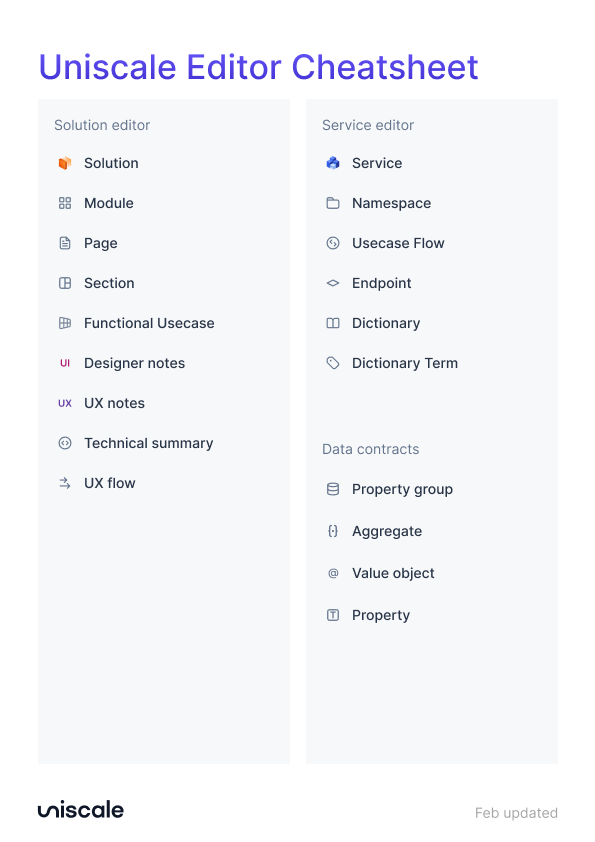 Uniscale Editor Cheatsheet
Solution editor
Solution
Module
Page
Section
Functional Usecase
UI Designer notes
UX UX notes
Technical summary
UX flow
Service editor
Service
Namespace
Usecase Flow
Endpoint
Dictionary
Dictionary Term
Data contracts
Property group
{·} Aggregate
@ Value object
T Property
uniscale
Feb updated